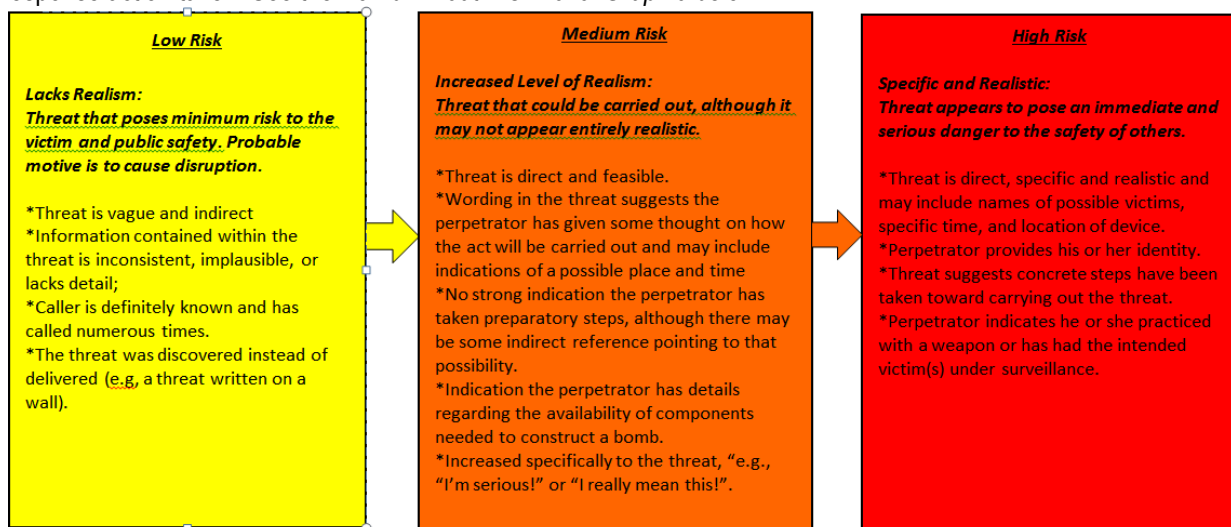 Low Risk
Lacks Realism:
Threat that poses minimum risk to the
victim and public safety. Probable
motive is to cause disruption.
*Threat is vague and indirect
*Information contained within the
threat is inconsistent, implausible, or
lacks detail;
*Caller is definitely known and has
called numerous times.
*The threat was discovered instead of
delivered (e.g, a threat written on a
wall).
Medium Risk
Increased Level of Realism:
Threat that could be carried out, although it
may not appear entirely realistic.
*Threat is direct and feasible.
*Wording in the threat suggests the
perpetrator has given some thought on how
the act will be carried out and may include
indications of a possible place and time
*No strong indication the perpetrator has
taken preparatory steps, although there may
be some indirect reference pointing to that
possibility.
*Indication the perpetrator has details
regarding the availability of components
needed to construct a bomb.
*Increased specifically to the threat, “e.g.,
“I’m serious!” or “I really mean this!”.
High Risk
Specific and Realistic:
Threat appears to pose an immediate and
serious danger to the safety of others.
*Threat is direct, specific and realistic and
may include names of possible victims,
specific time, and location of device.
*Perpetrator provides his or her identity.
*Threat suggests concrete steps have been
taken toward carrying out the threat.
*Perpetrator indicates he or she practiced
with a weapon or has had the intended
victim(s) under surveillance.